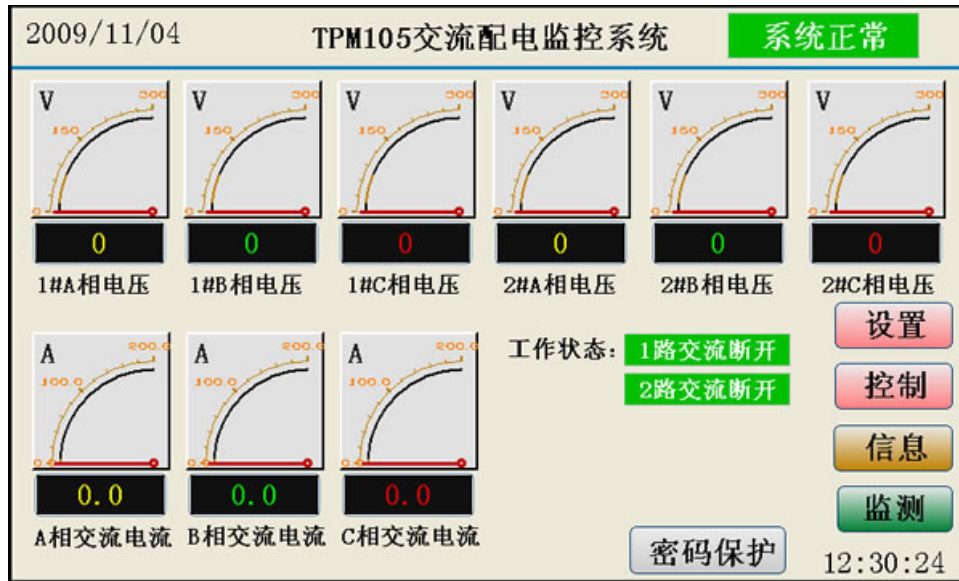 2009/11/04 TPM105交流配电监控系统 系统正常
V 300 V 300 V 300 V 300 V 300 V 300
150 150 150 150 150 150
0 0 0 0 0 0
0 0 0 0 0 0
1#A相电压 1#B相电压 1#C相电压 2#A相电压 2#B相电压 2#C相电压
设置
A 200.0 A 200.0 A 200.0 工作状态: 1路交流断开
100.0 100.0 100.0 2路交流断开 控制
信息
0.0 0.0 0.0 监测
A相交流电流 B相交流电流 C相交流电流
密码保护 12:30:24